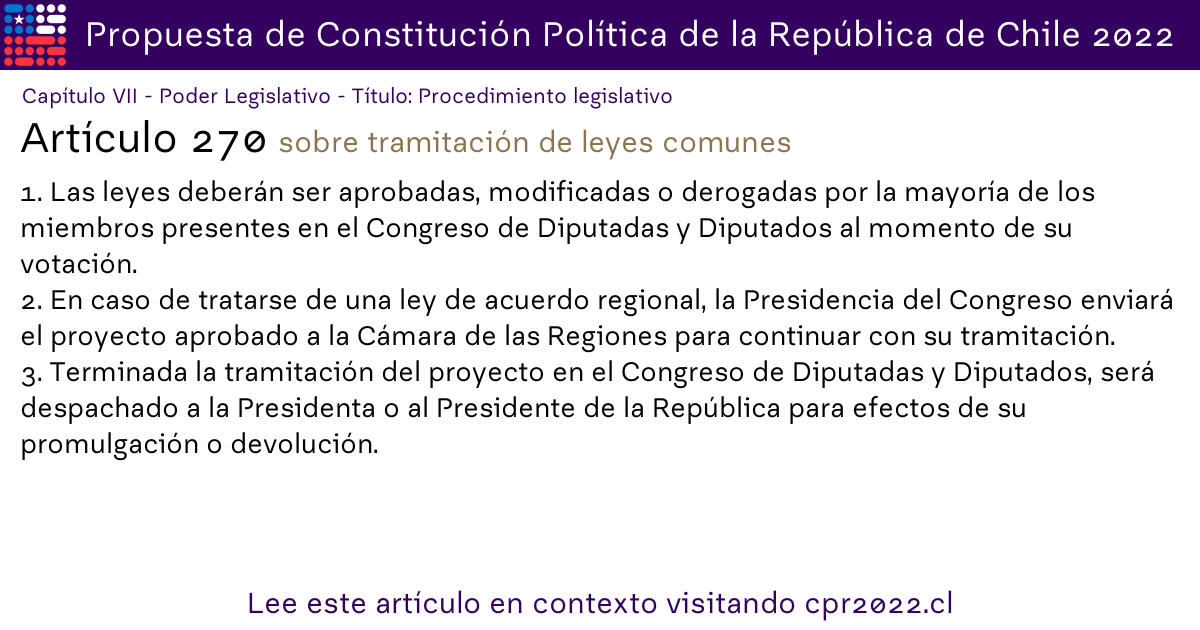 Propuesta de Constitución Política de la República de Chile 2022
Capítulo VII - Poder Legislativo - Título: Procedimiento legislativo
Artículo 270 sobre tramitación de leyes comunes
1. Las leyes deberán ser aprobadas, modificadas o derogadas por la mayoría de los
miembros presentes en el Congreso de Diputadas y Diputados al momento de su
votación.
2. En caso de tratarse de una ley de acuerdo regional, la Presidencia del Congreso enviará
el proyecto aprobado a la Cámara de las Regiones para continuar con su tramitación.
3. Terminada la tramitación del proyecto en el Congreso de Diputadas y Diputados, será
despachado a la Presidenta o al Presidente de la República para efectos de su
promulgación o devolución.
Lee este artículo en contexto visitando cpr2022.cl